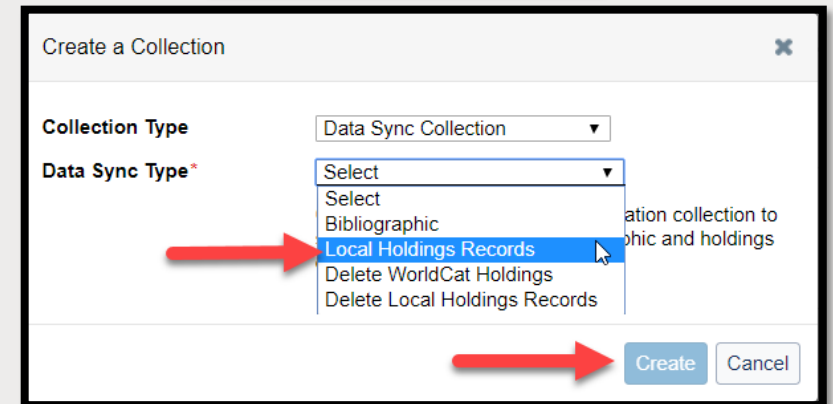 Create a Collection
Collection Type
Data Sync Collection
Data Sync Type*
Select
Select
Bibliographic
ation collection to
Local Holdings Records
phic and holdings
Delete WorldCat Holdings
Delete Local Holdings Records
Create
Cancel